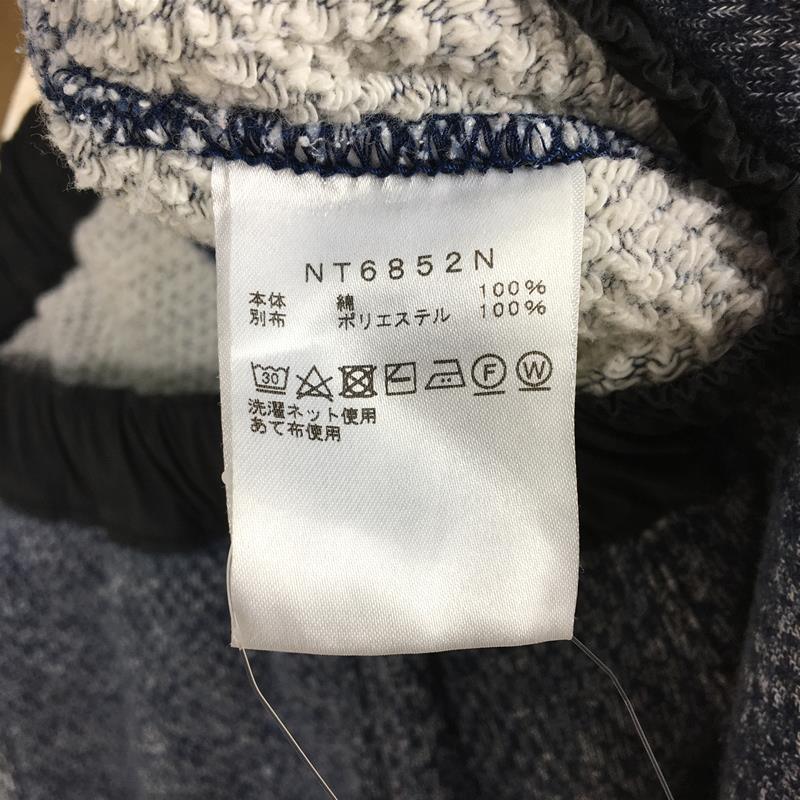 NT6852N
本体 綿 100%
別布 ポリエステル 100%
30 F W
洗濯ネット使用
あて布使用